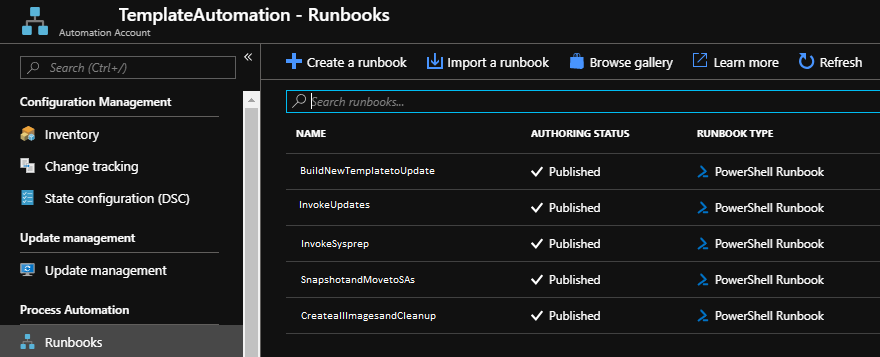 TemplateAutomation - Runbooks
Automation Account
Search (Ctrl+/)
«
Configuration Management
Inventory
Change tracking
State configuration (DSC)
Update management
Update management
Process Automation
Runbooks
Create a runbook Import a runbook Browse gallery Learn more Refresh
Search runbooks...
NAME AUTHORING STATUS RUNBOOK TYPE
BuildNewTemplatetoUpdate Published PowerShell Runbook
InvokeUpdates Published PowerShell Runbook
InvokeSysprep Published PowerShell Runbook
SnapshotandMovetoSAs Published PowerShell Runbook
CreateallImagesandCleanup Published PowerShell Runbook